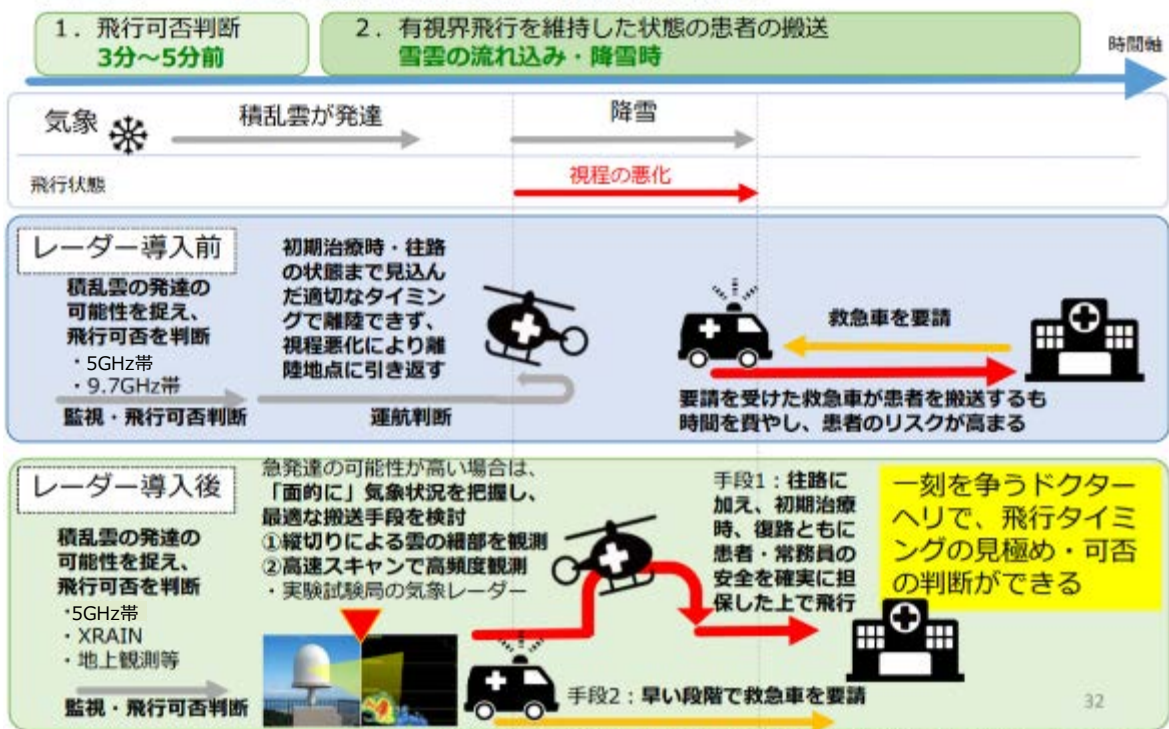 1．飛行可否判断
3分～5分前
2．有視界飛行を維持した状態の患者の搬送
雪雲の流れ込み・降雪時
時間軸
気象
積乱雲が発達
降雪
飛行状態
視程の悪化
レーダー導入前
積乱雲の発達の
可能性を捉え、
飛行可否を判断
・5GHz帯
・9.7GHz帯
監視・飛行可否判断
初期治療時・往路
の状態まで見込ん
だ適切なタイミン
グで離陸できず、
視程悪化により離
陸地点に引き返す
運航判断
救急車を要請
要請を受けた救急車が患者を搬送するも
時間を費やし、患者のリスクが高まる
レーダー導入後
積乱雲の発達の
可能性を捉え、
飛行可否を判断
・5GHz帯
・XRAIN
・地上観測等
監視・飛行可否判断
急発達の可能性が高い場合は、
「面的に」気象状況を把握し、
最適な搬送手段を検討
①縦切りによる雲の細部を観測
②高速スキャンで高頻度観測
・実験試験局の気象レーダー
手段1：往路に
加え、初期治療
時、復路ともに
患者・常務員の
安全を確実に担
保した上で飛行
一刻を争うドクター
ヘリで、飛行タイミ
ングの見極め・可否
の判断ができる
手段2：早い段階で救急車を要請
32